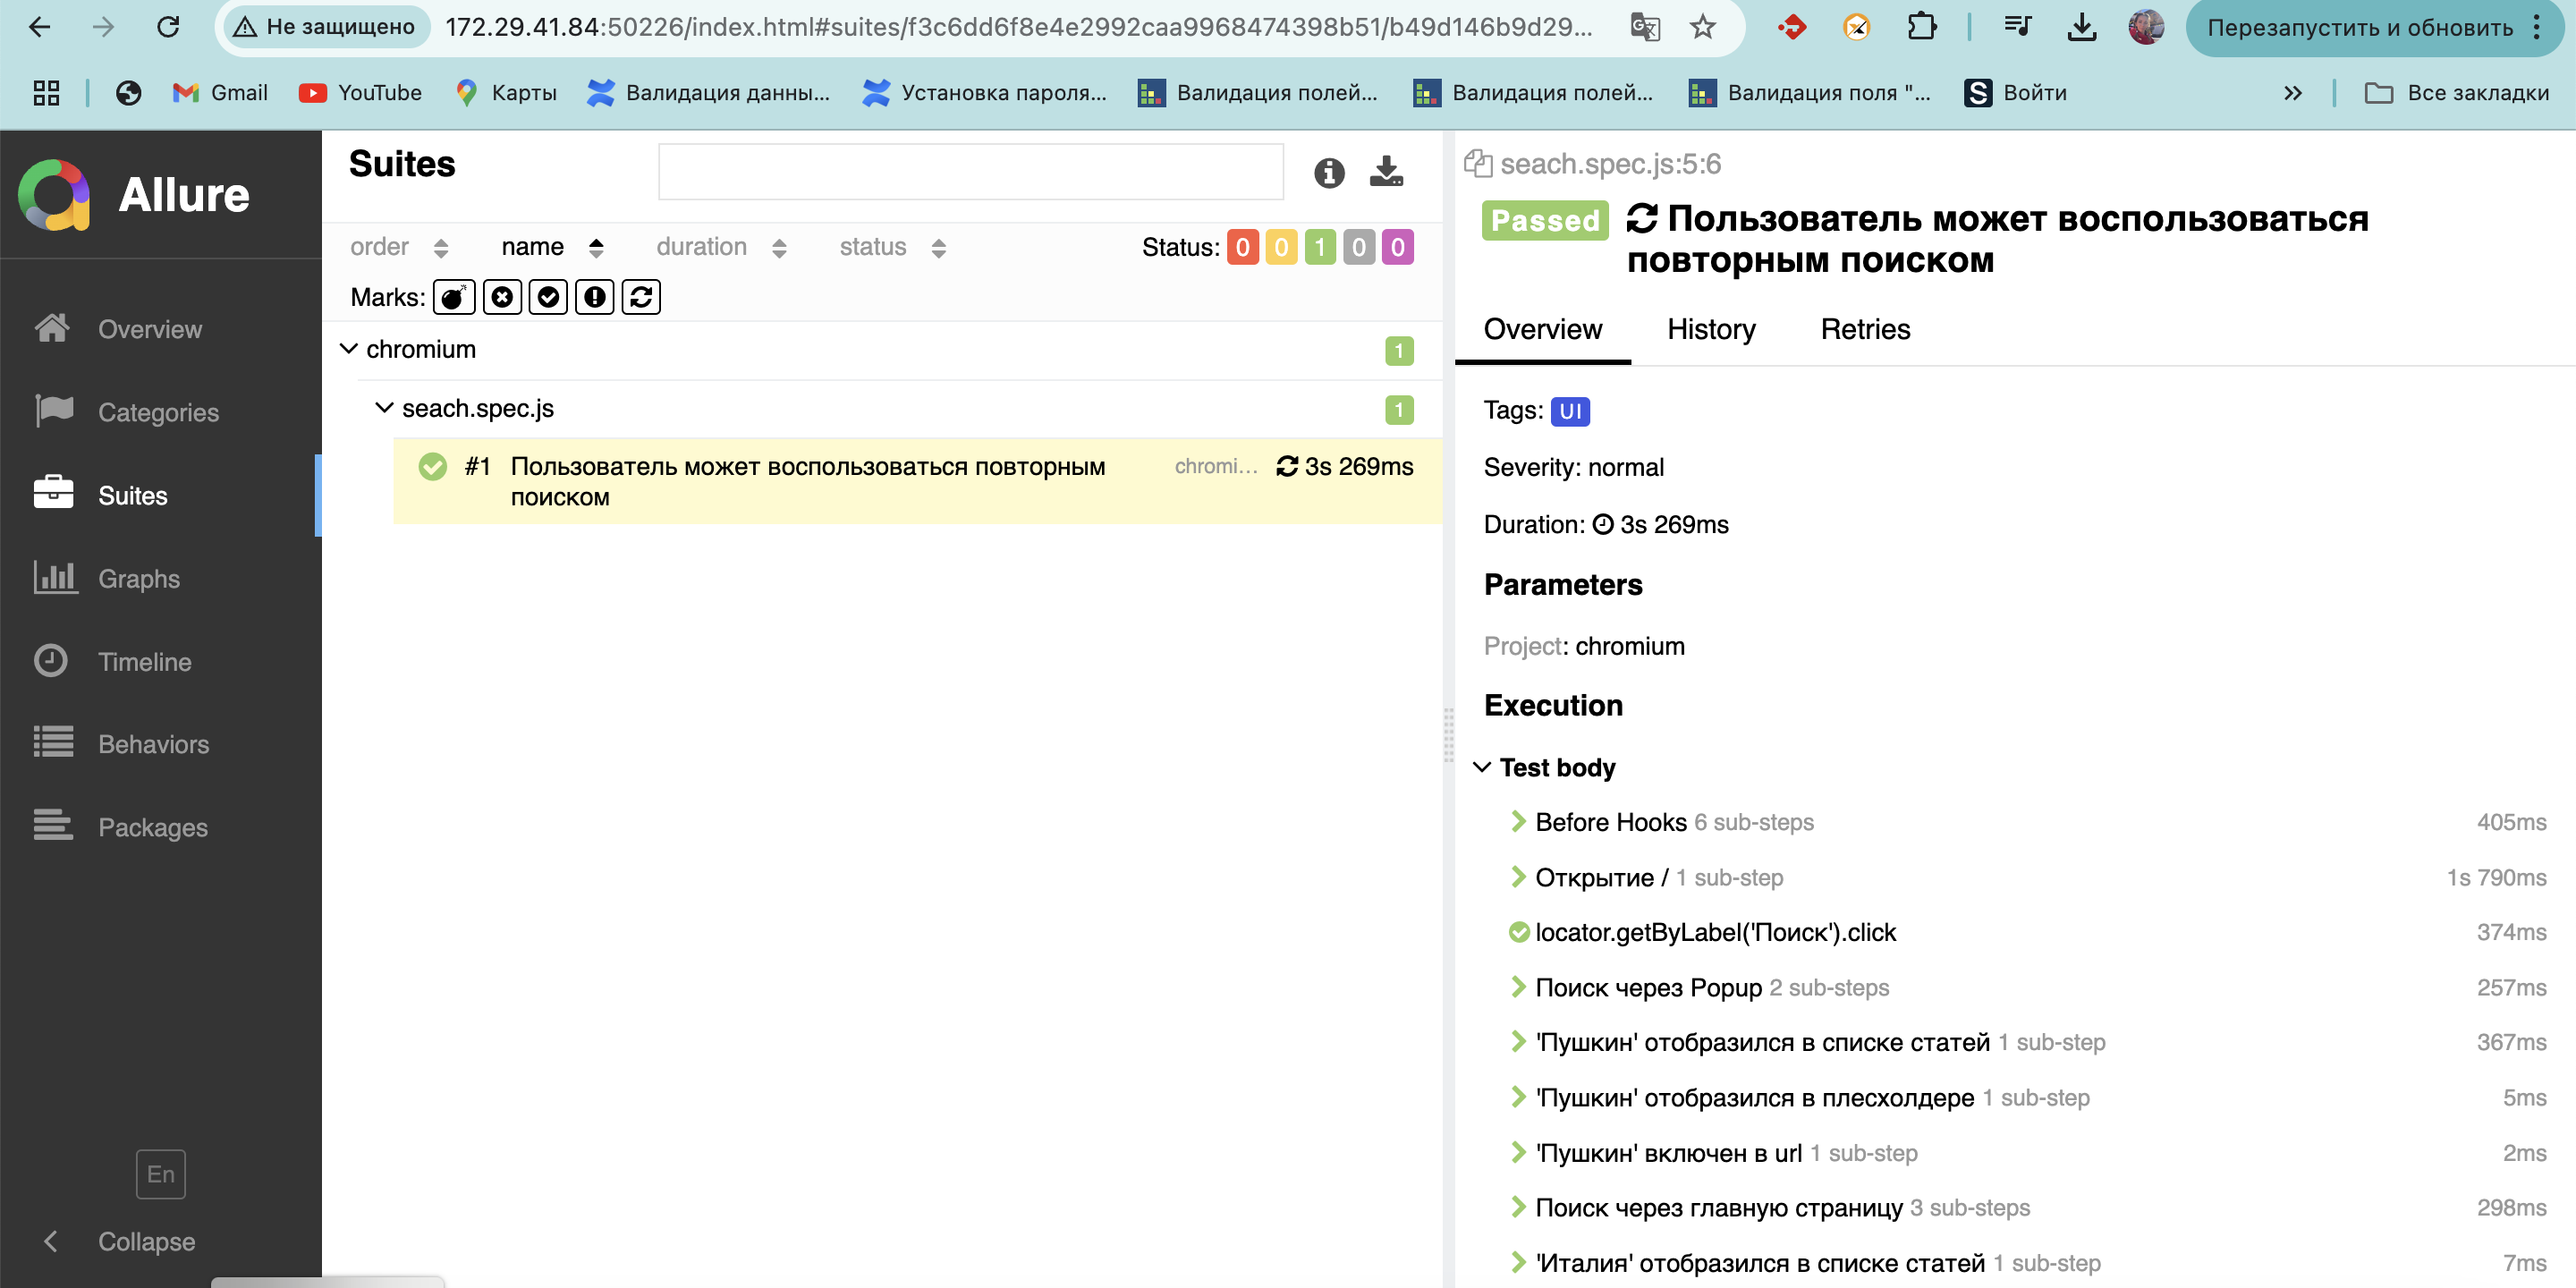 Не защищено
172.29.41.84:50226/index.html#suites/f3c6dd6f8e4e2992caa9968474398b51/b49d146b9d29...
Перезапустить и обновить
Gmail
YouTube
Карты
Валидация данны...
Установка пароля...
Валидация полей...
Валидация полей...
Валидация поля "...
Войти
Все закладки
Allure
Overview
Categories
Suites
Graphs
Timeline
Behaviors
Packages
En
Collapse
Suites
order name duration status Status: 0 0 1 0 0
Marks:
chromium 1
seach.spec.js 1
#1 Пользователь может воспользоваться повторным chromi... 3s 269ms
поиском
seach.spec.js:5:6
Passed Пользователь может воспользоваться
повторным поиском
Overview History Retries
Tags: UI
Severity: normal
Duration: 3s 269ms
Parameters
Project: chromium
Execution
Test body
Before Hooks 6 sub-steps 405ms
Открытие / 1 sub-step 1s 790ms
locator.getByLabel('Поиск').click 374ms
Поиск через Popup 2 sub-steps 257ms
'Пушкин' отобразился в списке статей 1 sub-step 367ms
'Пушкин' отобразился в плесхолдере 1 sub-step 5ms
'Пушкин' включен в url 1 sub-step 2ms
Поиск через главную страницу 3 sub-steps 298ms
'Италия' отобразился в списке статей 1 sub-step 7ms